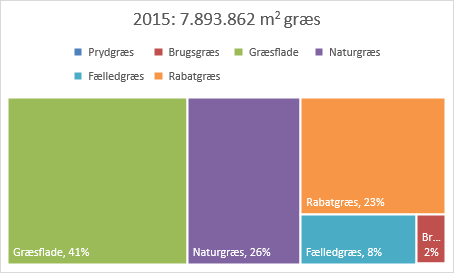 2015: 7.893.862 m² græs
Prydgræs Brugsgræs Græsflade Naturgræs
Fælledgræs Rabatgræs
Rabatgræs, 23%
Br...
Græsflade, 41% Naturgræs, 26% Fælledgræs, 8% 2%